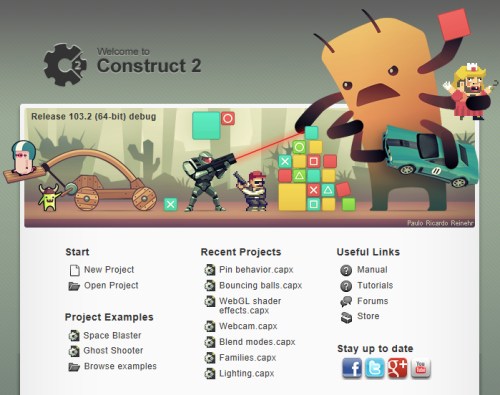 Welcome to
Construct 2
Release 103.2 (64-bit) debug
Paulo Ricardo Reinehr
Start
New Project
Open Project
Project Examples
Space Blaster
Ghost Shooter
Browse examples
Recent Projects
Pin behavior.capx
Bouncing balls.capx
WebGL shader
effects.capx
Webcam.capx
Blend modes.capx
Families.capx
Lighting.capx
Useful Links
Manual
Tutorials
Forums
Store
Stay up to date
You
Tube